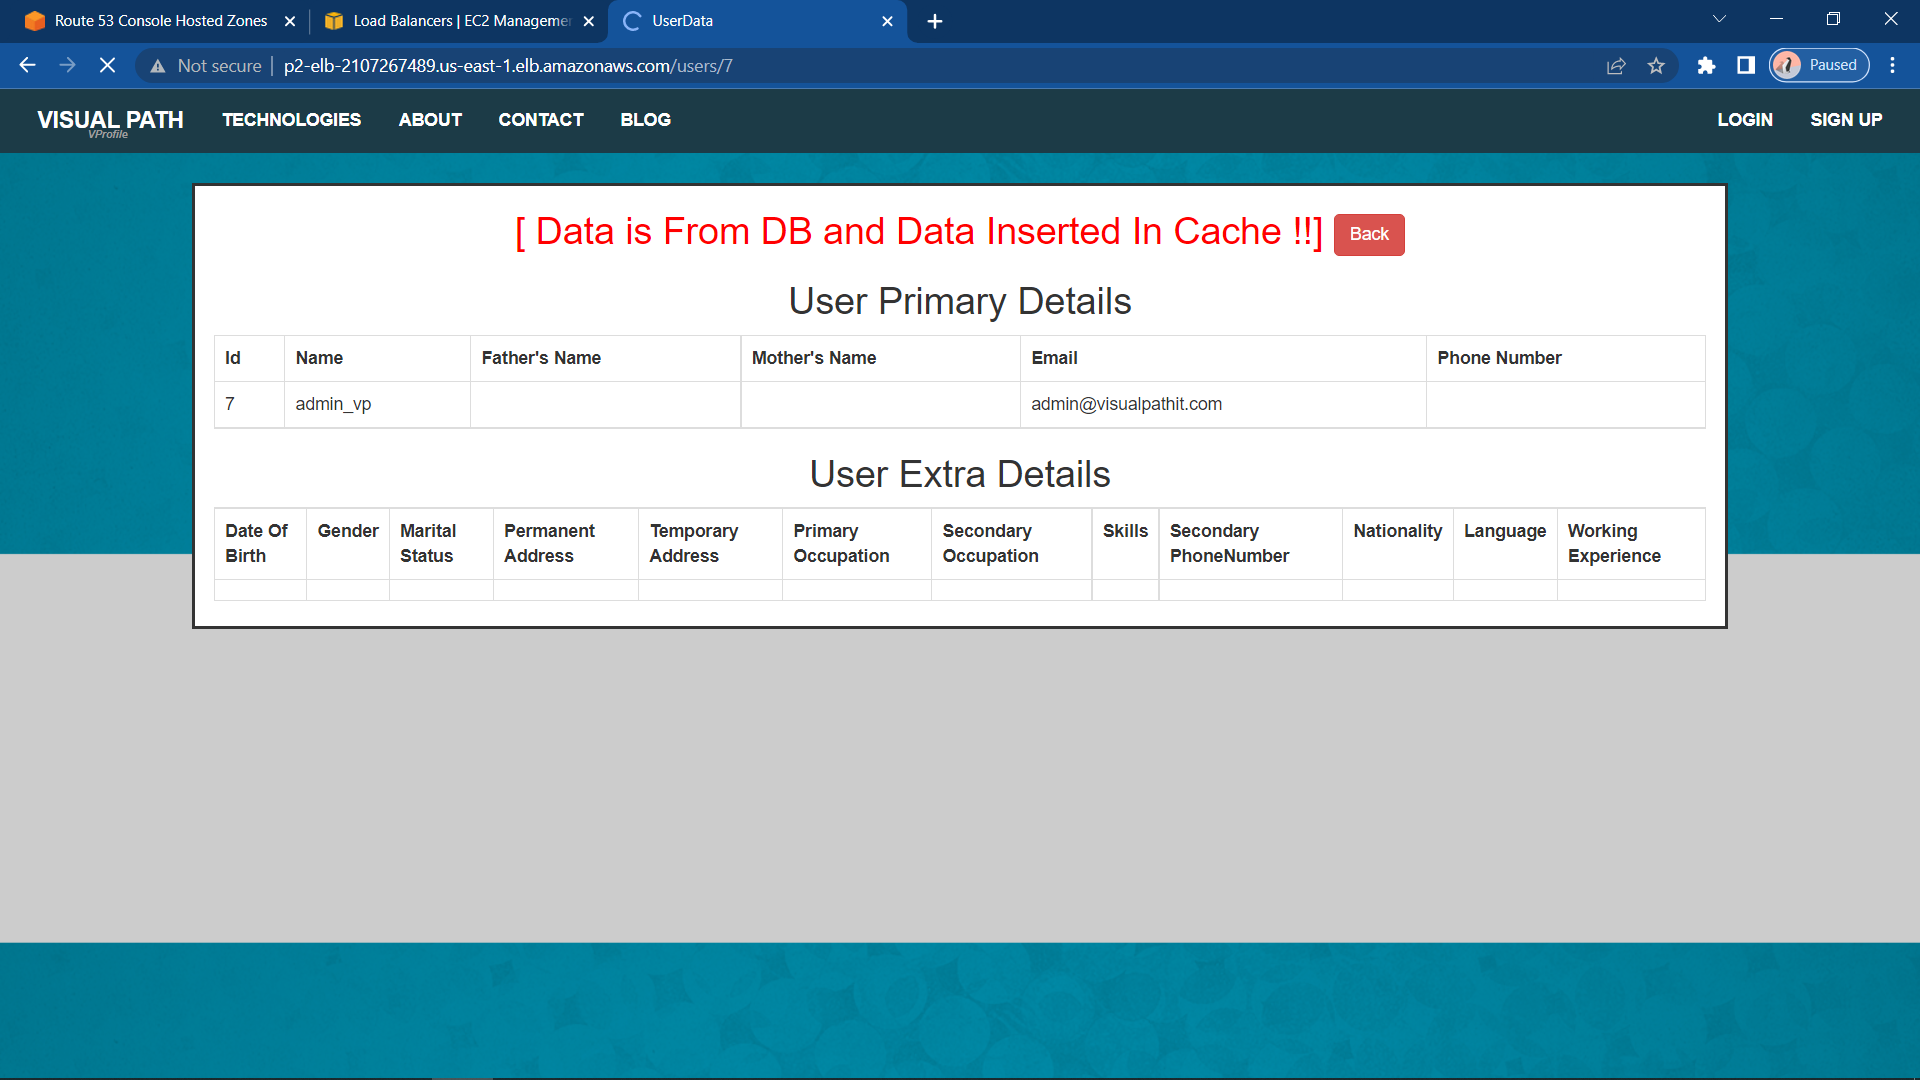 Route 53 Console Hosted Zones
Load Balancers | EC2 Managemen
UserData
Not secure
p2-elb-2107267489.us-east-1.elb.amazonaws.com/users/7
Paused
VISUAL PATH
VProfile
TECHNOLOGIES
ABOUT
CONTACT
BLOG
LOGIN
SIGN UP
[ Data is From DB and Data Inserted In Cache !!]
Back
User Primary Details
Id Name Father's Name Mother's Name Email Phone Number
7 admin_vp admin@visualpathit.com
User Extra Details
Date Of Birth Gender Marital Status Permanent Address Temporary Address Primary Occupation Secondary Occupation Skills Secondary PhoneNumber Nationality Language Working Experience